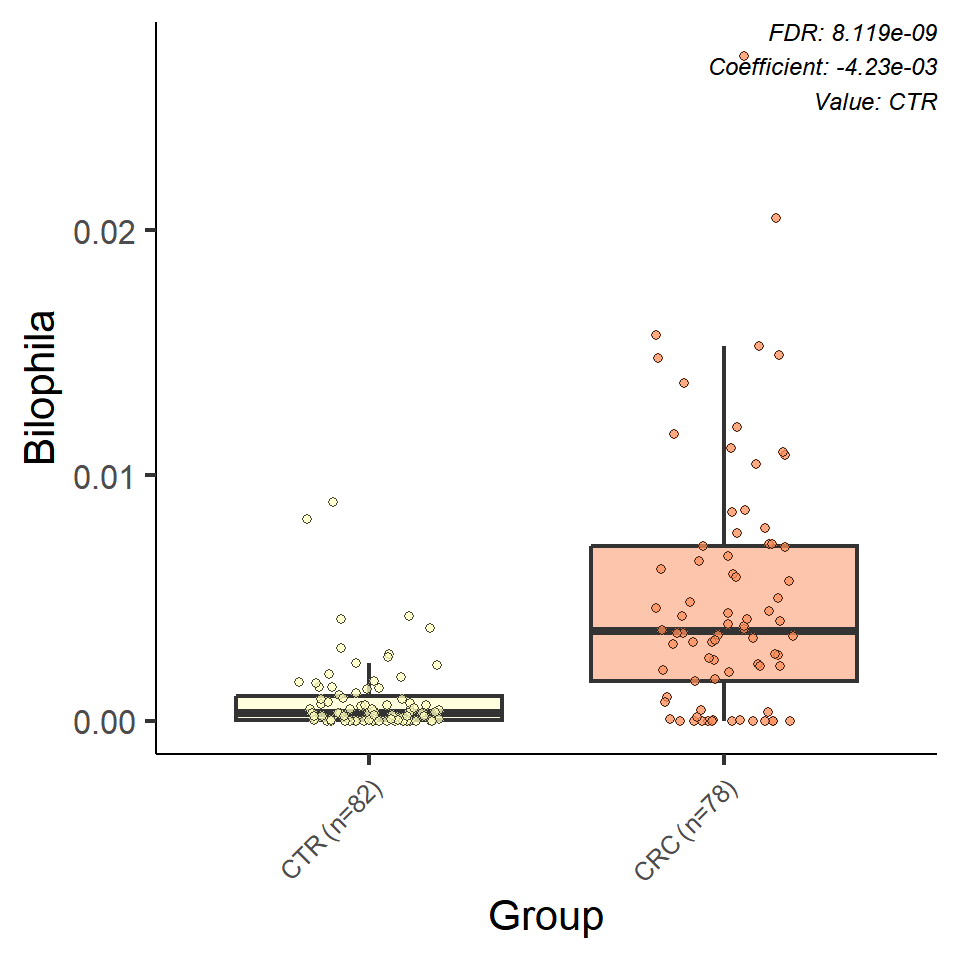 FDR: 8.119e-09
Coefficient: -4.23e-03
Value: CTR
0.02
0.01
0.00
Bilophila
CTR (n=82)
CRC (n=78)
Group